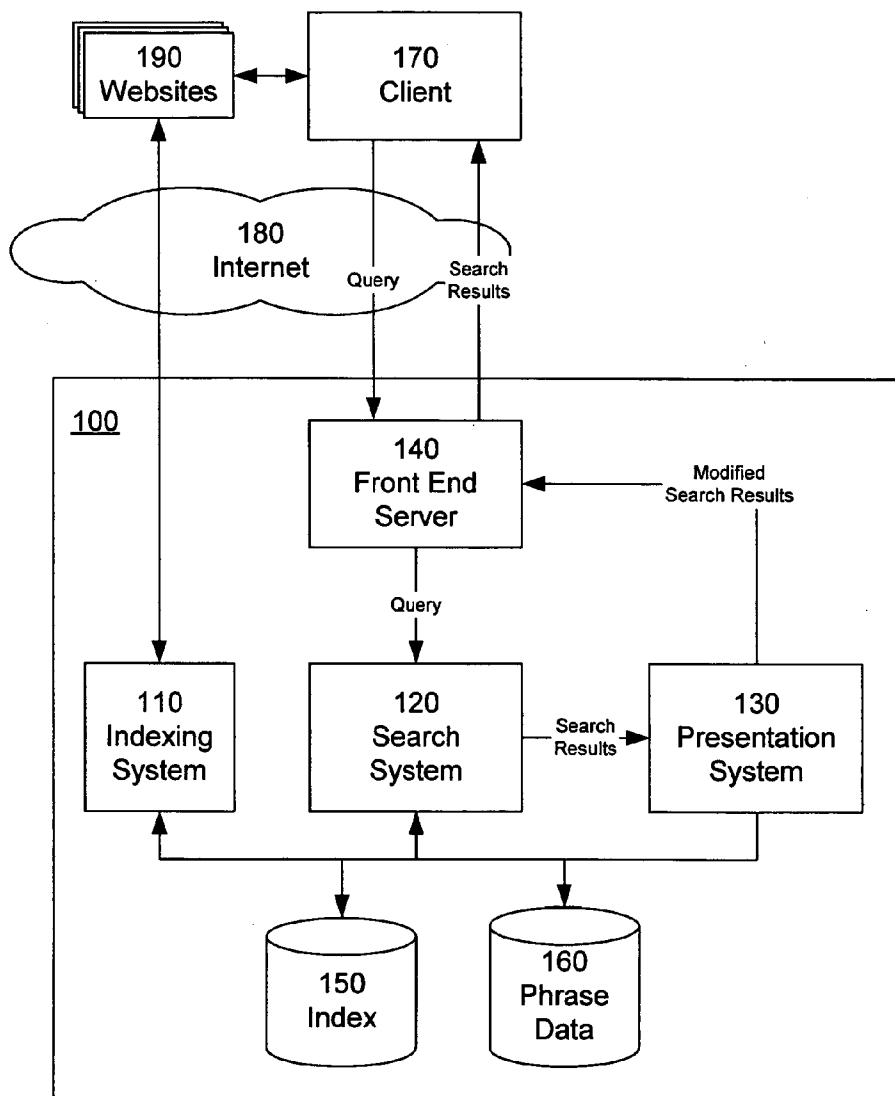 190
Websites
170
Client
180
Internet
Query
Search
Results
100
140
Front End
Server
Modified
Search Results
Query
110
Indexing
System
120
Search
System
Search
Results
130
Presentation
System
150
Index
160
Phrase
Data